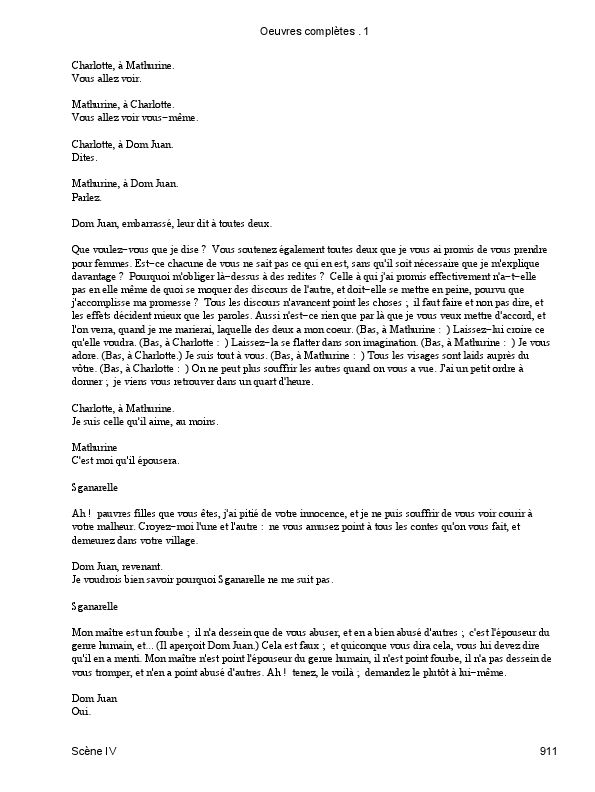 Oeuvres complètes . 1
Charlotte, à Mathurine.
Vous allez voir.
Mathurine, à Charlotte.
Vous allez voir vous−même.
Charlotte, à Dom Juan.
Dites.
Mathurine, à Dom Juan.
Parlez.
Dom Juan, embarrassé, leur dit à toutes deux.
Que voulez−vous que je dise ?  Vous soutenez également toutes deux que je vous ai promis de vous prendre
pour femmes. Est−ce chacune de vous ne sait pas ce qui en est, sans qu'il soit nécessaire que je m'explique
davantage ?  Pourquoi m'obliger là−dessus à des redites ?  Celle à qui j'ai promis effectivement n'a−t−elle
pas en elle même de quoi se moquer des discours de l'autre, et doit−elle se mettre en peine, pourvu que
j'accomplisse ma promesse ?  Tous les discours n'avancent point les choses ;  il faut faire et non pas dire, et
les effets décident mieux que les paroles. Aussi n'est−ce rien que par là que je vous veux mettre d'accord, et
l'on verra, quand je me marierai, laquelle des deux a mon coeur. (Bas, à Mathurine :  ) Laissez−lui croire ce
qu'elle voudra. (Bas, à Charlotte :  ) Laissez−la se flatter dans son imagination. (Bas, à Mathurine :  ) Je vous
adore. (Bas, à Charlotte.) Je suis tout à vous. (Bas, à Mathurine :  ) Tous les visages sont laids auprès du
vôtre. (Bas, à Charlotte :  ) On ne peut plus souffrir les autres quand on vous a vue. J'ai un petit ordre à
donner ;  je viens vous retrouver dans un quart d'heure.
Charlotte, à Mathurine.
Je suis celle qu'il aime, au moins.
Mathurine
C'est moi qu'il épousera.
Sganarelle
Ah !  pauvres filles que vous êtes, j'ai pitié de votre innocence, et je ne puis souffrir de vous voir courir à
votre malheur. Croyez−moi l'une et l'autre :  ne vous amusez point à tous les contes qu'on vous fait, et
demeurez dans votre village.
Dom Juan, revenant.
Je voudrois bien savoir pourquoi Sganarelle ne me suit pas.
Sganarelle
Mon maître est un fourbe ;  il n'a dessein que de vous abuser, et en a bien abusé d'autres ;  c'est l'épouseur du
genre humain, et... (Il aperçoit Dom Juan.) Cela est faux ;  et quiconque vous dira cela, vous lui devez dire
qu'il en a menti. Mon maître n'est point l'épouseur du genre humain, il n'est point fourbe, il n'a pas dessein de
vous tromper, et n'en a point abusé d'autres. Ah !  tenez, le voilà ;  demandez le plutôt à lui−même.
Dom Juan
Oui.
Scène IV 911